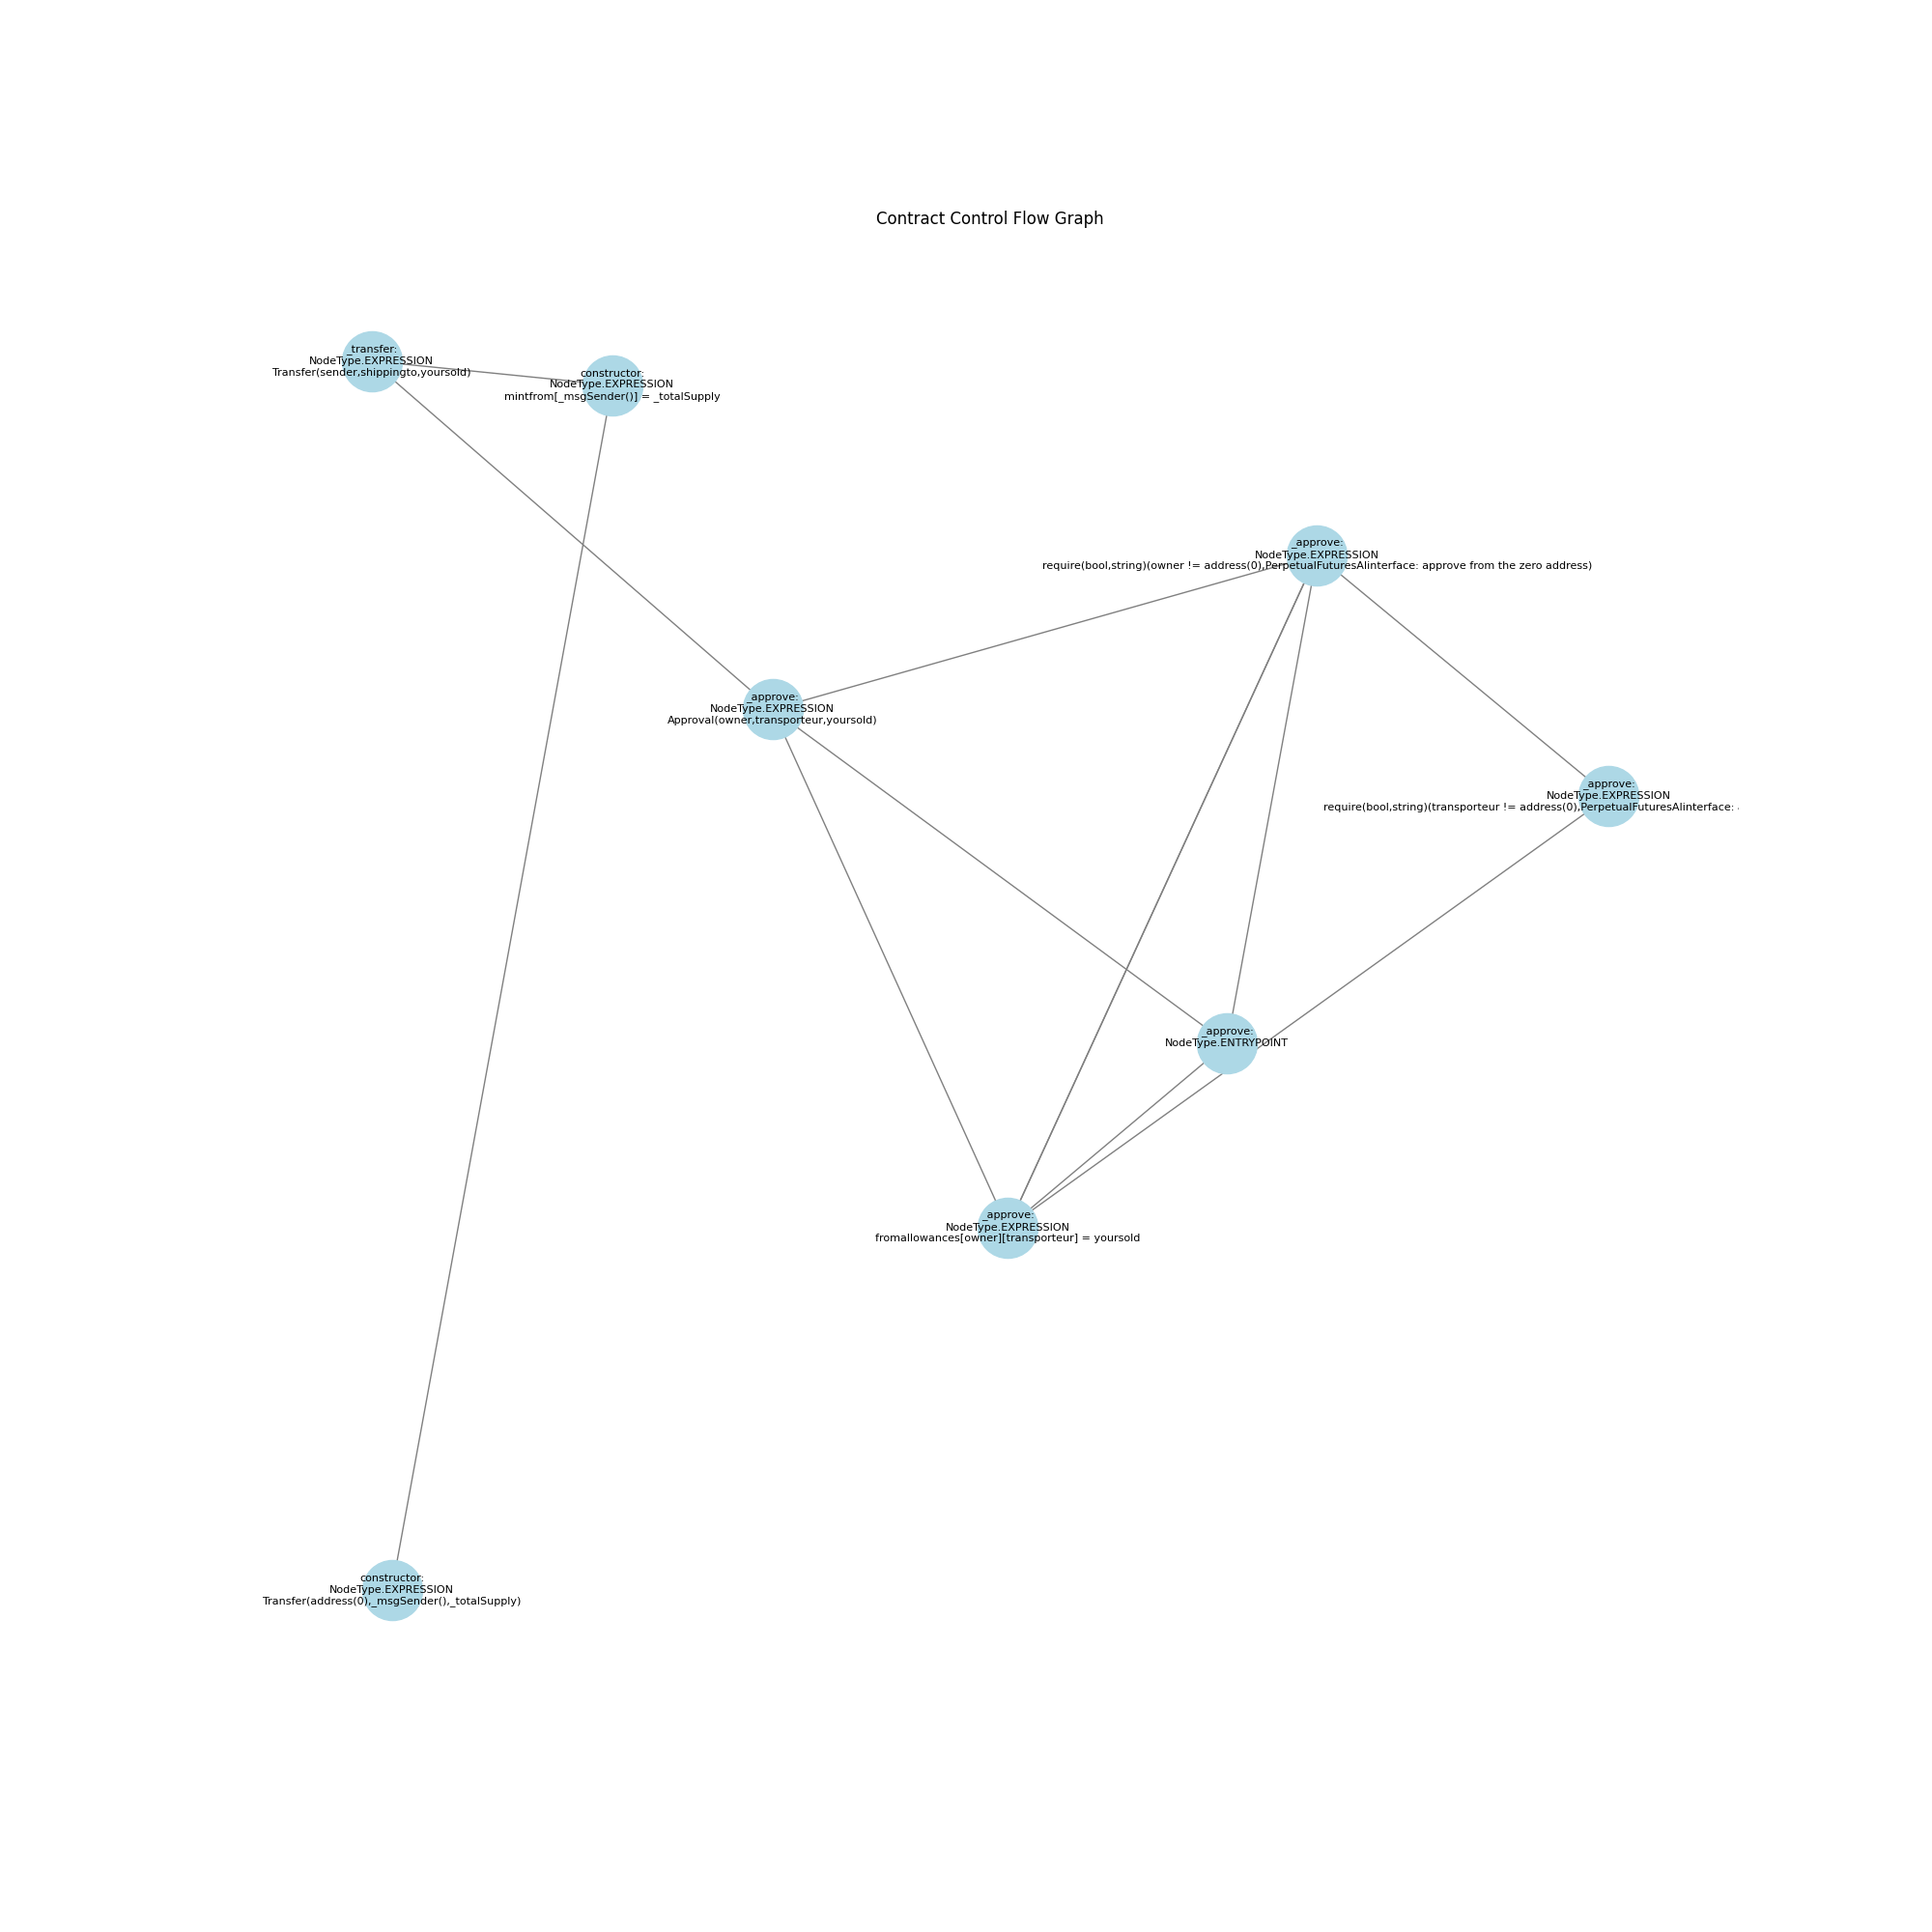 Contract Control Flow Graph
_transfer:
NodeType.EXPRESSION
Transfer(sender,shippingto,yoursold)
constructor:
NodeType.EXPRESSION
mintfrom[_msgSender()] = _totalSupply
_approve:
NodeType.EXPRESSION
require(bool,string)(owner != address(0),PerpetualFuturesAIinterface: approve from the zero address)
_approve:
NodeType.EXPRESSION
Approval(owner,transporteur,yoursold)
_approve:
NodeType.EXPRESSION
require(bool,string)(transporteur != address(0),PerpetualFuturesAIinterface:
_approve:
NodeType.ENTRYPOINT
_approve:
NodeType.EXPRESSION
fromallowances[owner][transporteur] = yoursold
constructor:
NodeType.EXPRESSION
Transfer(address(0),_msgSender(),_totalSupply)